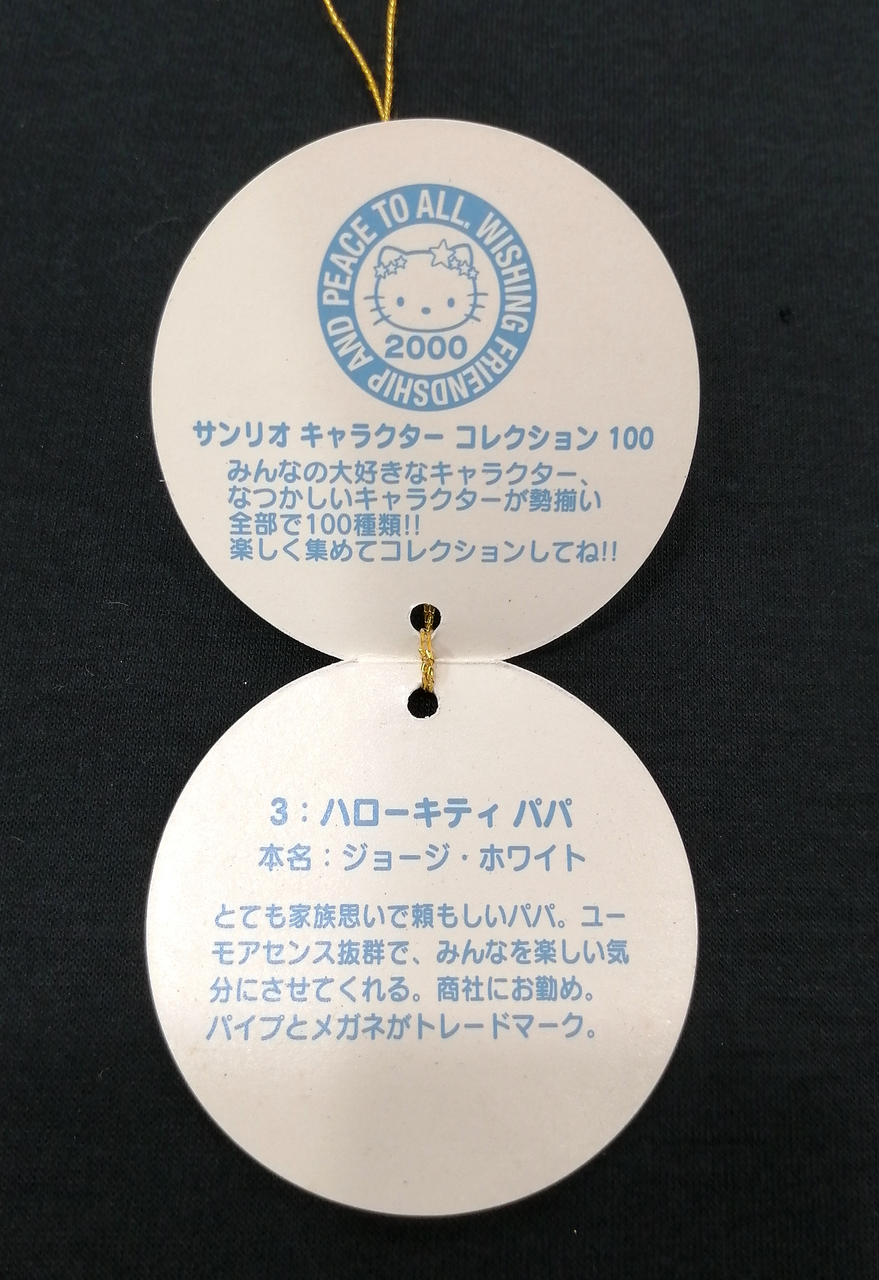 WISHING FRIENDSHIP AND PEACE TO ALL.
2000
サンリオ キャラクター コレクション 100
みんなの大好きなキャラクター、
なつかしいキャラクターが勢揃い
全部で100種類!!
楽しく集めてコレクションしてね!!
3：ハローキティ パパ
本名：ジョージ・ホワイト
とても家族思いで頼もしいパパ。ユー
モアセンス抜群で、みんなを楽しい気
分にさせてくれる。商社にお勤め。
パイプとメガネがトレードマーク。